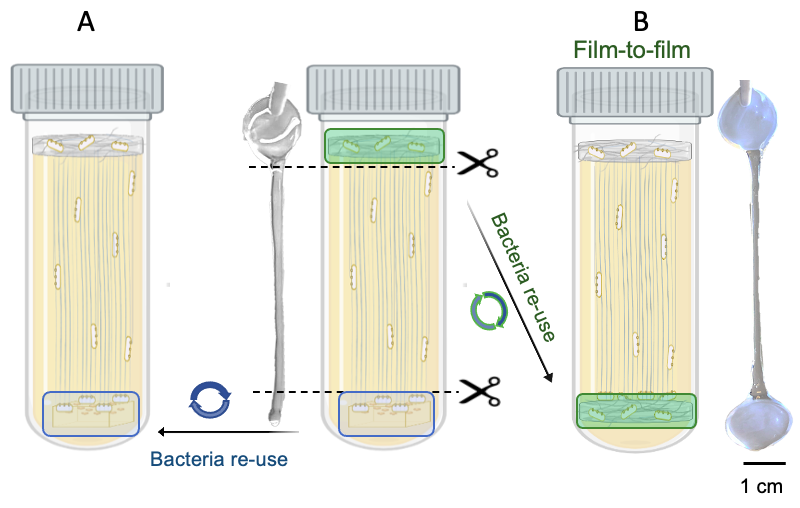 A
B
Film-to-film
Bacteria re-use
Bacteria re-use
1 cm